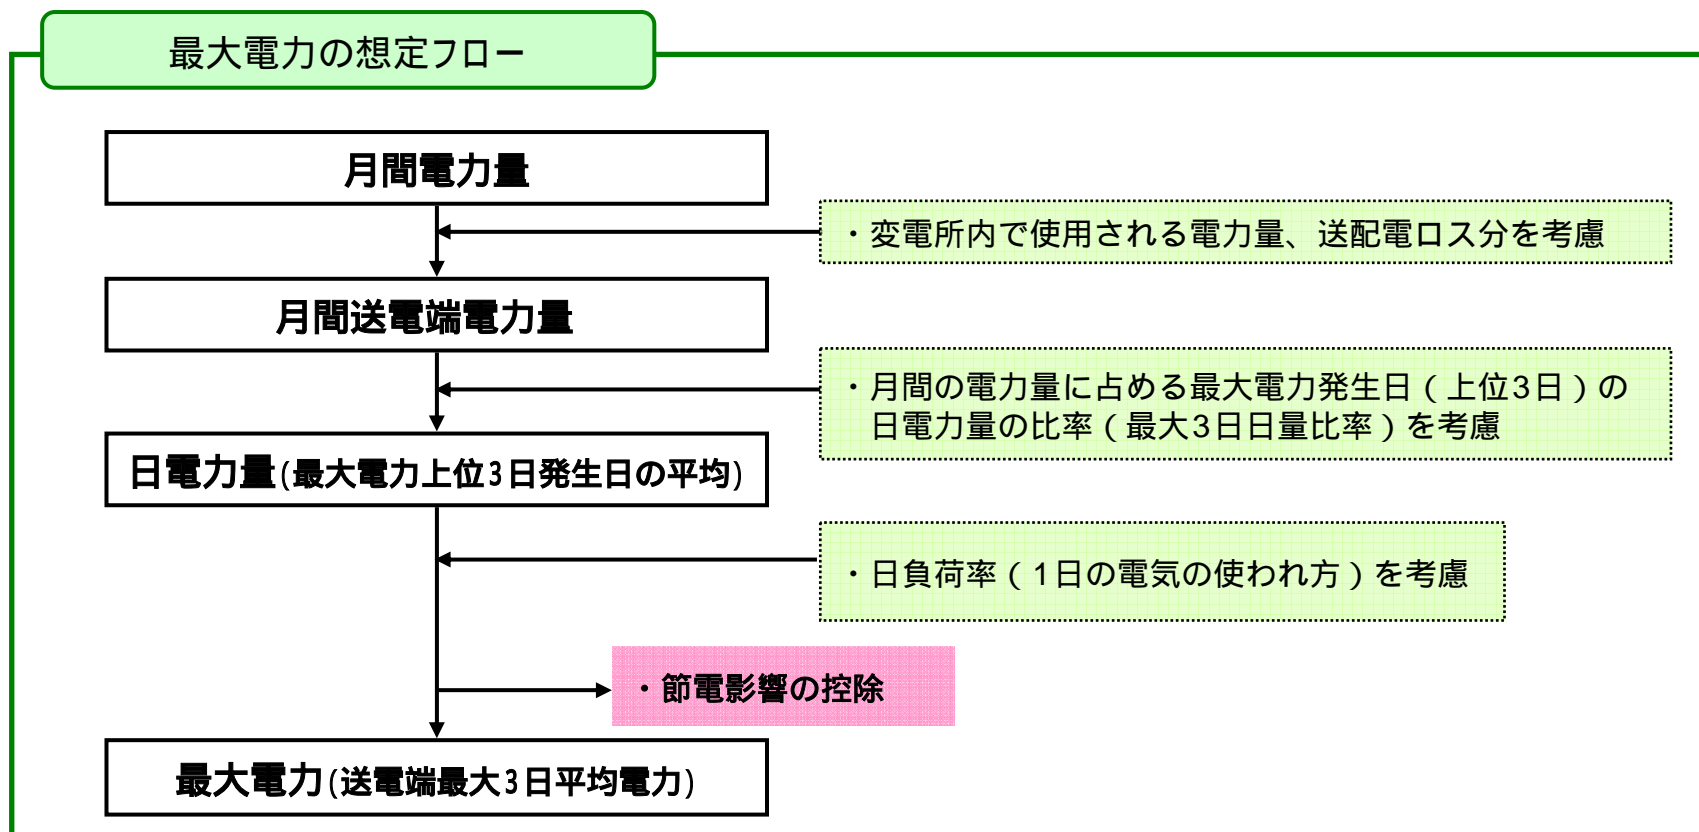 最大電力の想定フロー
月間電力量
・変電所内で使用される電力量、送配電ロス分を考慮
月間送電端電力量
・月間の電力量に占める最大電力発生日（上位3日）の
日電力量の比率（最大3日日量比率）を考慮
日電力量(最大電力上位3日発生日の平均)
・日負荷率（1日の電気の使われ方）を考慮
・節電影響の控除
最大電力(送電端最大3日平均電力)